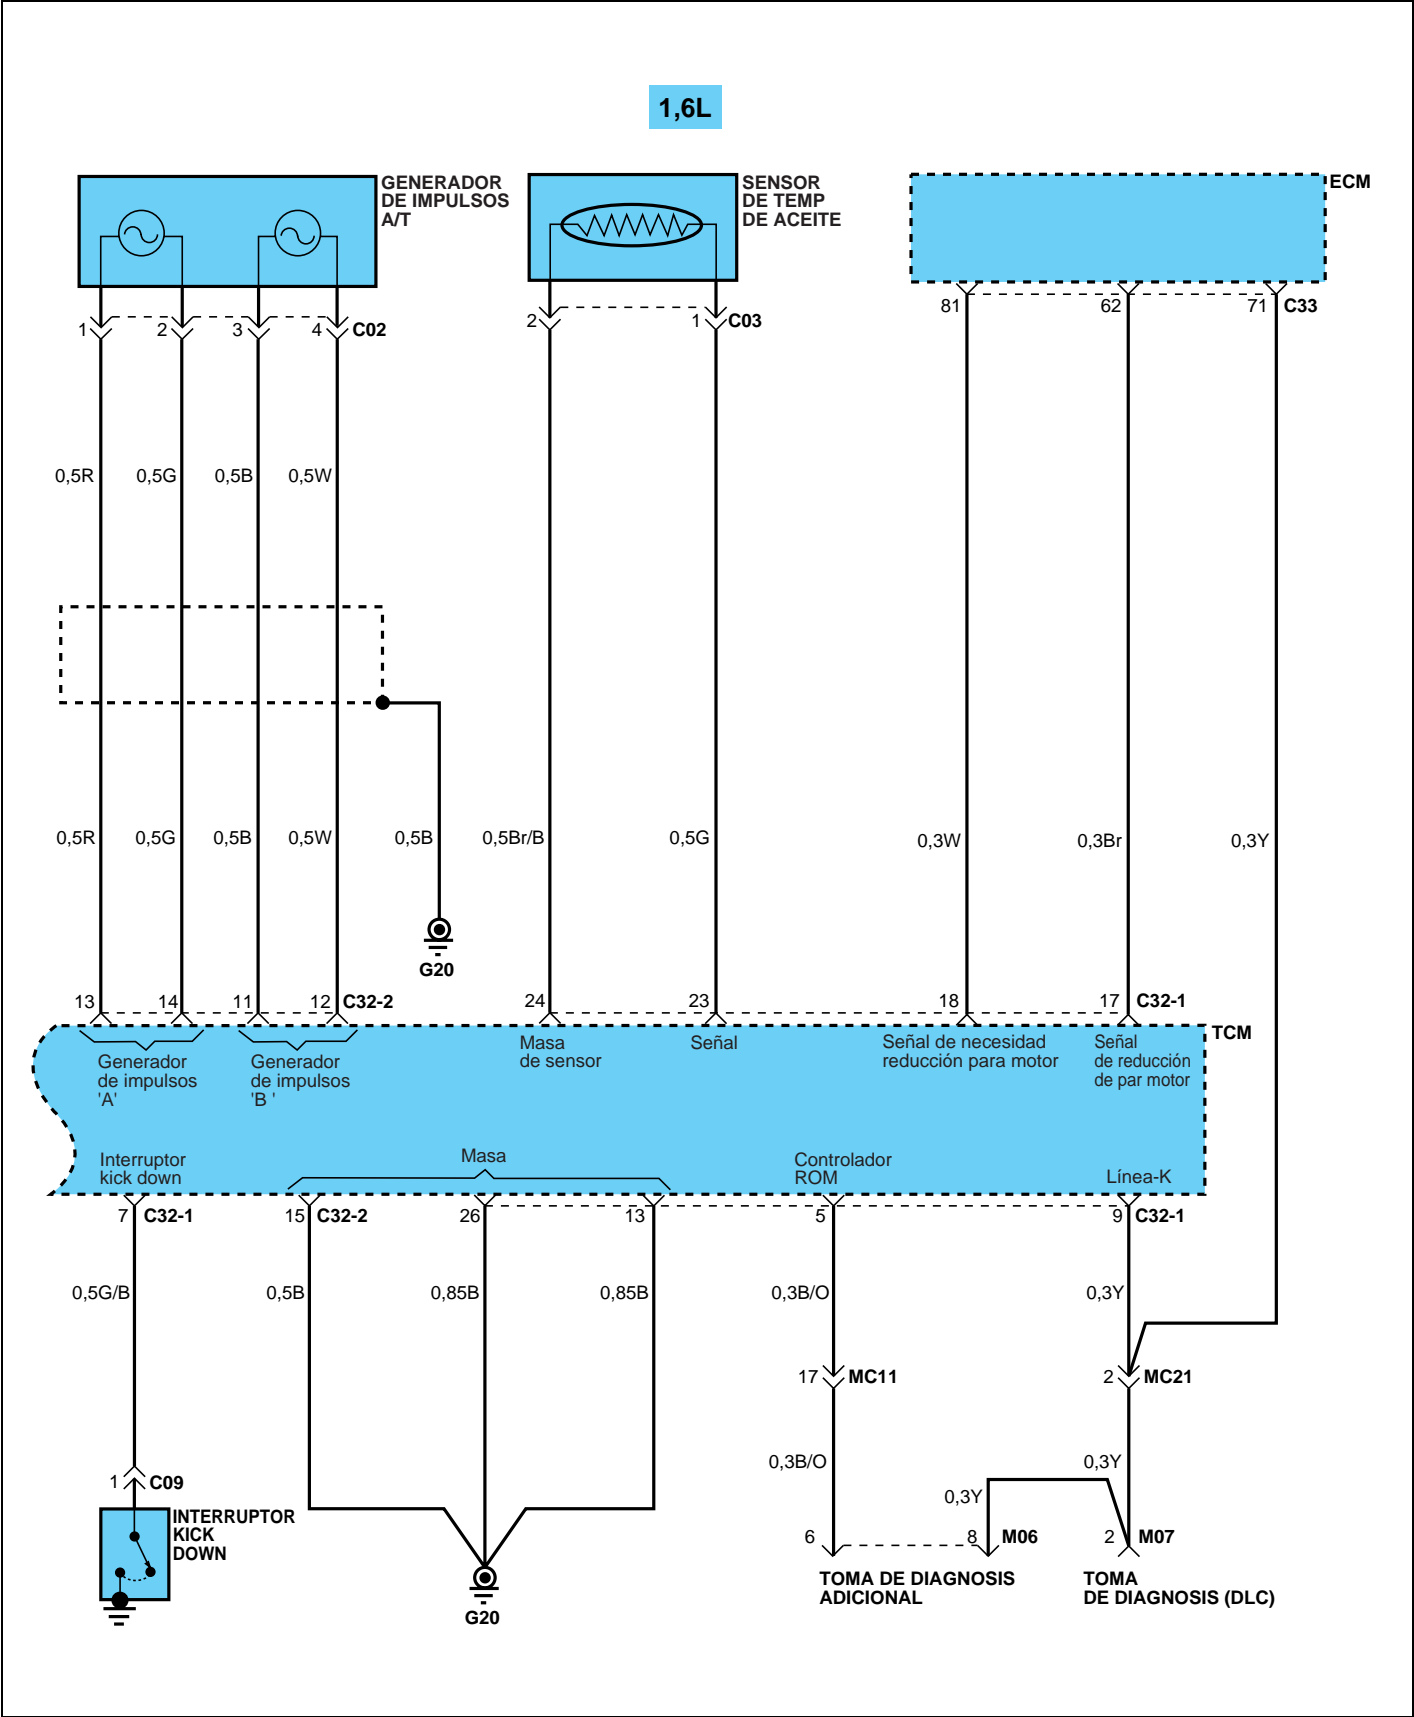 1,6L
GENERADOR
DE IMPULSOS
A/T
SENSOR
DE TEMP
DE ACEITE
ECM
1
2
3
4
C02
2
1
C03
81
62
71
C33
0,5R
0,5G
0,5B
0,5W
0,5R
0,5G
0,5B
0,5W
0,5B
0,5Br/B
0,5G
0,3W
0,3Br
0,3Y
G20
13
14
11
12
C32-2
24
23
18
17
C32-1
TCM
Generador
de impulsos
'A'
Generador
de impulsos
'B '
Masa
de sensor
Señal
Señal de necesidad
reducción para motor
Señal
de reducción
de par motor
Interruptor
kick down
Masa
Controlador
ROM
Línea-K
7
C32-1
15
C32-2
26
13
5
9
C32-1
0,5G/B
0,5B
0,85B
0,85B
0,3B/O
0,3Y
17
MC11
2
MC21
0,3B/O
0,3Y
0,3Y
1
C09
INTERRUPTOR
KICK
DOWN
6
8
M06
2
M07
TOMA DE DIAGNOSIS
ADICIONAL
TOMA
DE DIAGNOSIS (DLC)
G20